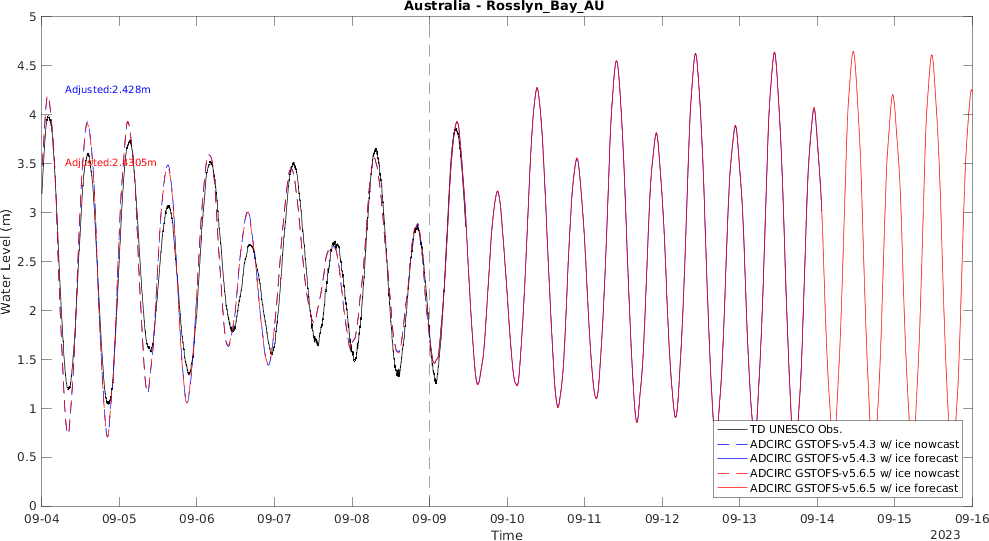 Australia - Rosslyn_Bay_AU
5
4.5
4
3.5
3
2.5
2
1.5
1
0.5
0
Water Level (m)
Adjusted:2.428m
Adjusted:2.4305m
TD UNESCO Obs.
ADCIRC GSTOFS-v5.4.3 w/ ice nowcast
ADCIRC GSTOFS-v5.4.3 w/ ice forecast
ADCIRC GSTOFS-v5.6.5 w/ ice nowcast
ADCIRC GSTOFS-v5.6.5 w/ ice forecast
09-04 09-05 09-06 09-07 09-08 09-09 09-10 09-11 09-12 09-13 09-14 09-15 09-16
Time
2023